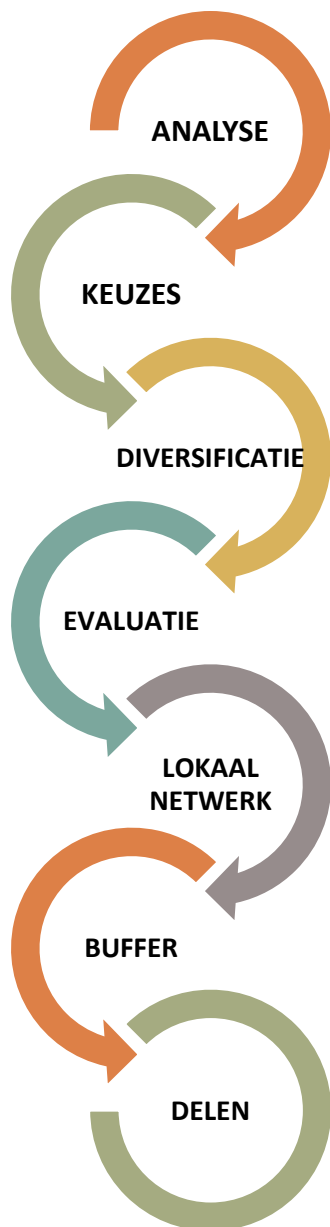 ANALYSE
KEUZES
DIVERSIFICATIE
EVALUATIE
LOKAAL
NETWERK
BUFFER
DELEN